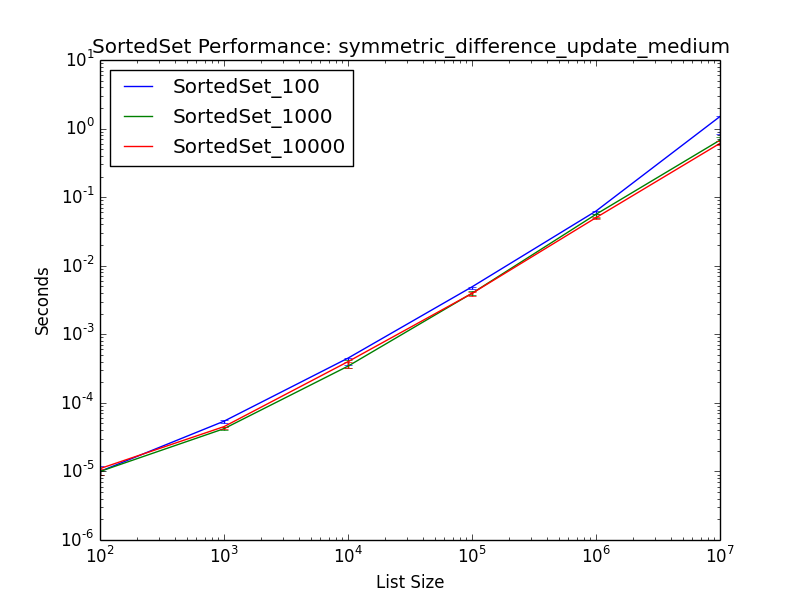 SortedSet Performance: symmetric_difference_update_medium
10^1
10^0
10^-1
10^-2
10^-3
10^-4
10^-5
10^-6
Seconds
SortedSet_100
SortedSet_1000
SortedSet_10000
10^2 10^3 10^4 10^5 10^6 10^7
List Size